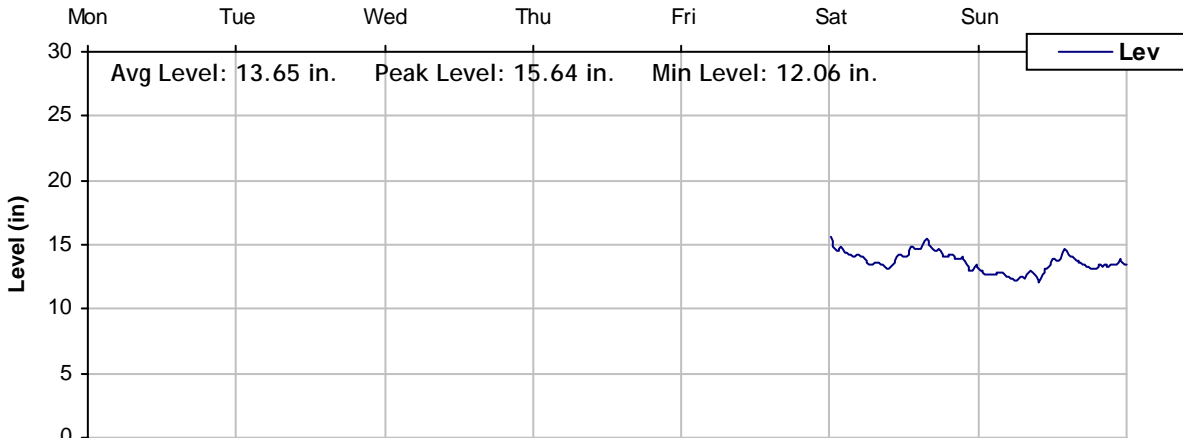 Mon Tue Wed Thu Fri Sat Sun
30
Lev
Avg Level: 13.65 in. Peak Level: 15.64 in. Min Level: 12.06 in.
25
20
Level (in)
15
10
5
0